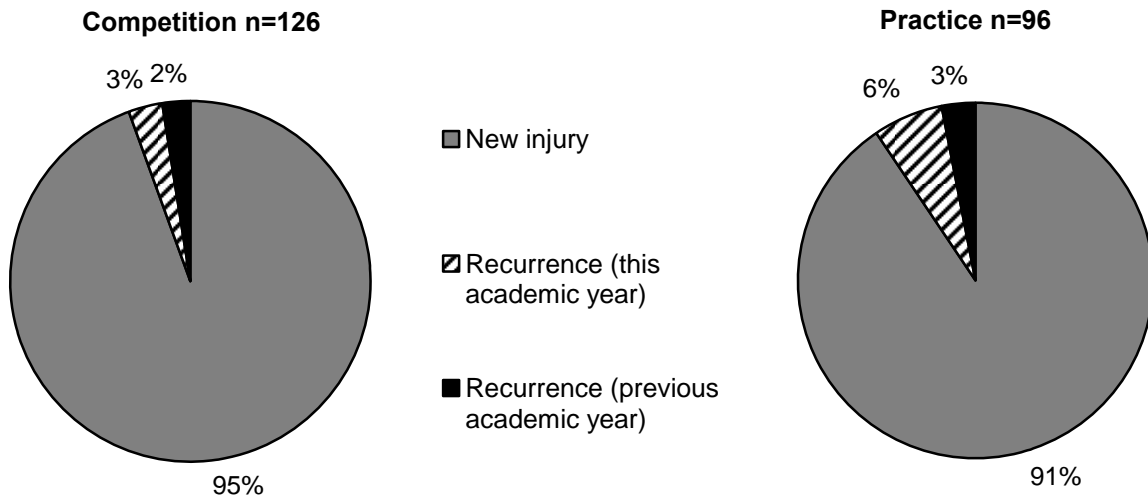 Competition n=126
3% 2%
95%
New injury
Recurrence (this
academic year)
Recurrence (previous
academic year)
Practice n=96
6% 3%
91%